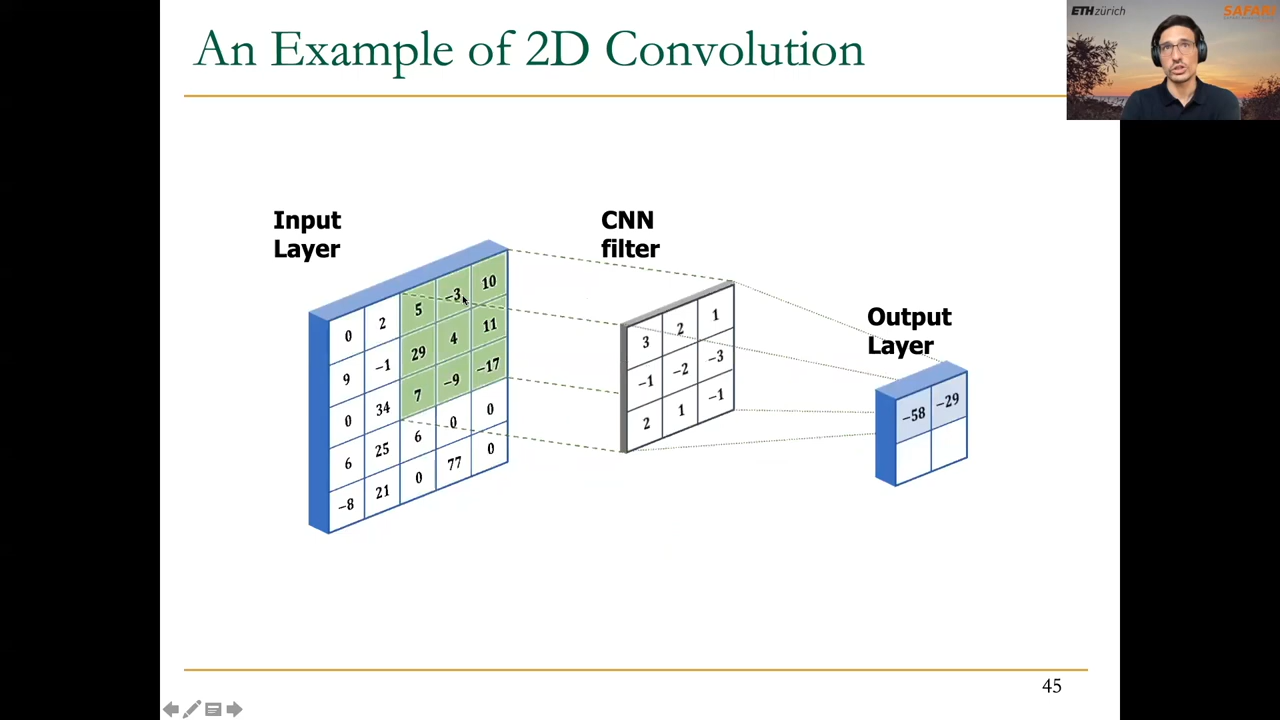 ETH zürich
SAFARI
An Example of 2D Convolution
Input
Layer
CNN
filter
Output
Layer
0 2 5 −3 10
9 −1 29 4 11
0 34 7 −9 −17
6 25 6 0 0
−8 21 0 77 0
3 2 1
−1 −2 −3
2 1 −1
−58 −29
45